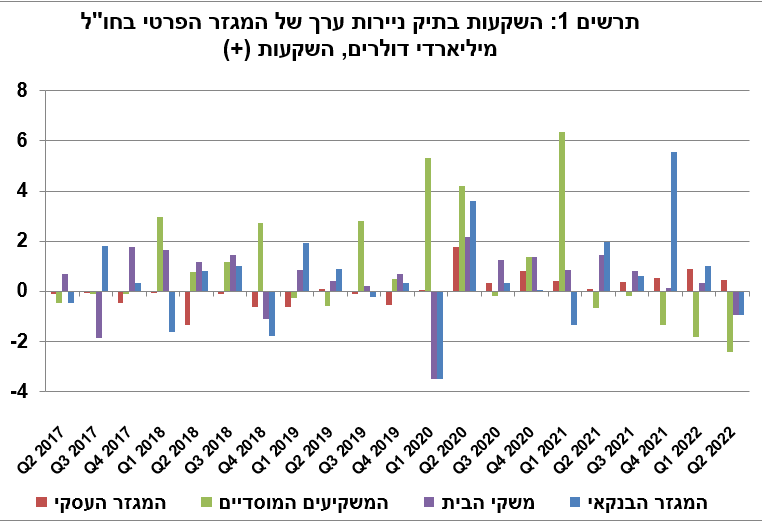 תרשים 1: השקעות בתיק ניירות ערך של המגזר הפרטי בחו"ל
מיליארדי דולרים, השקעות (+)
8
6
4
2
0
-2
-4
Q2 2017
Q3 2017
Q4 2017
Q1 2018
Q2 2018
Q3 2018
Q4 2018
Q1 2019
Q2 2019
Q3 2019
Q4 2019
Q1 2020
Q2 2020
Q3 2020
Q4 2020
Q1 2021
Q2 2021
Q3 2021
Q4 2021
Q1 2022
Q2 2022
המגזר העסקי
המשקיעים המוסדיים
משקי הבית
המגזר הבנקאי